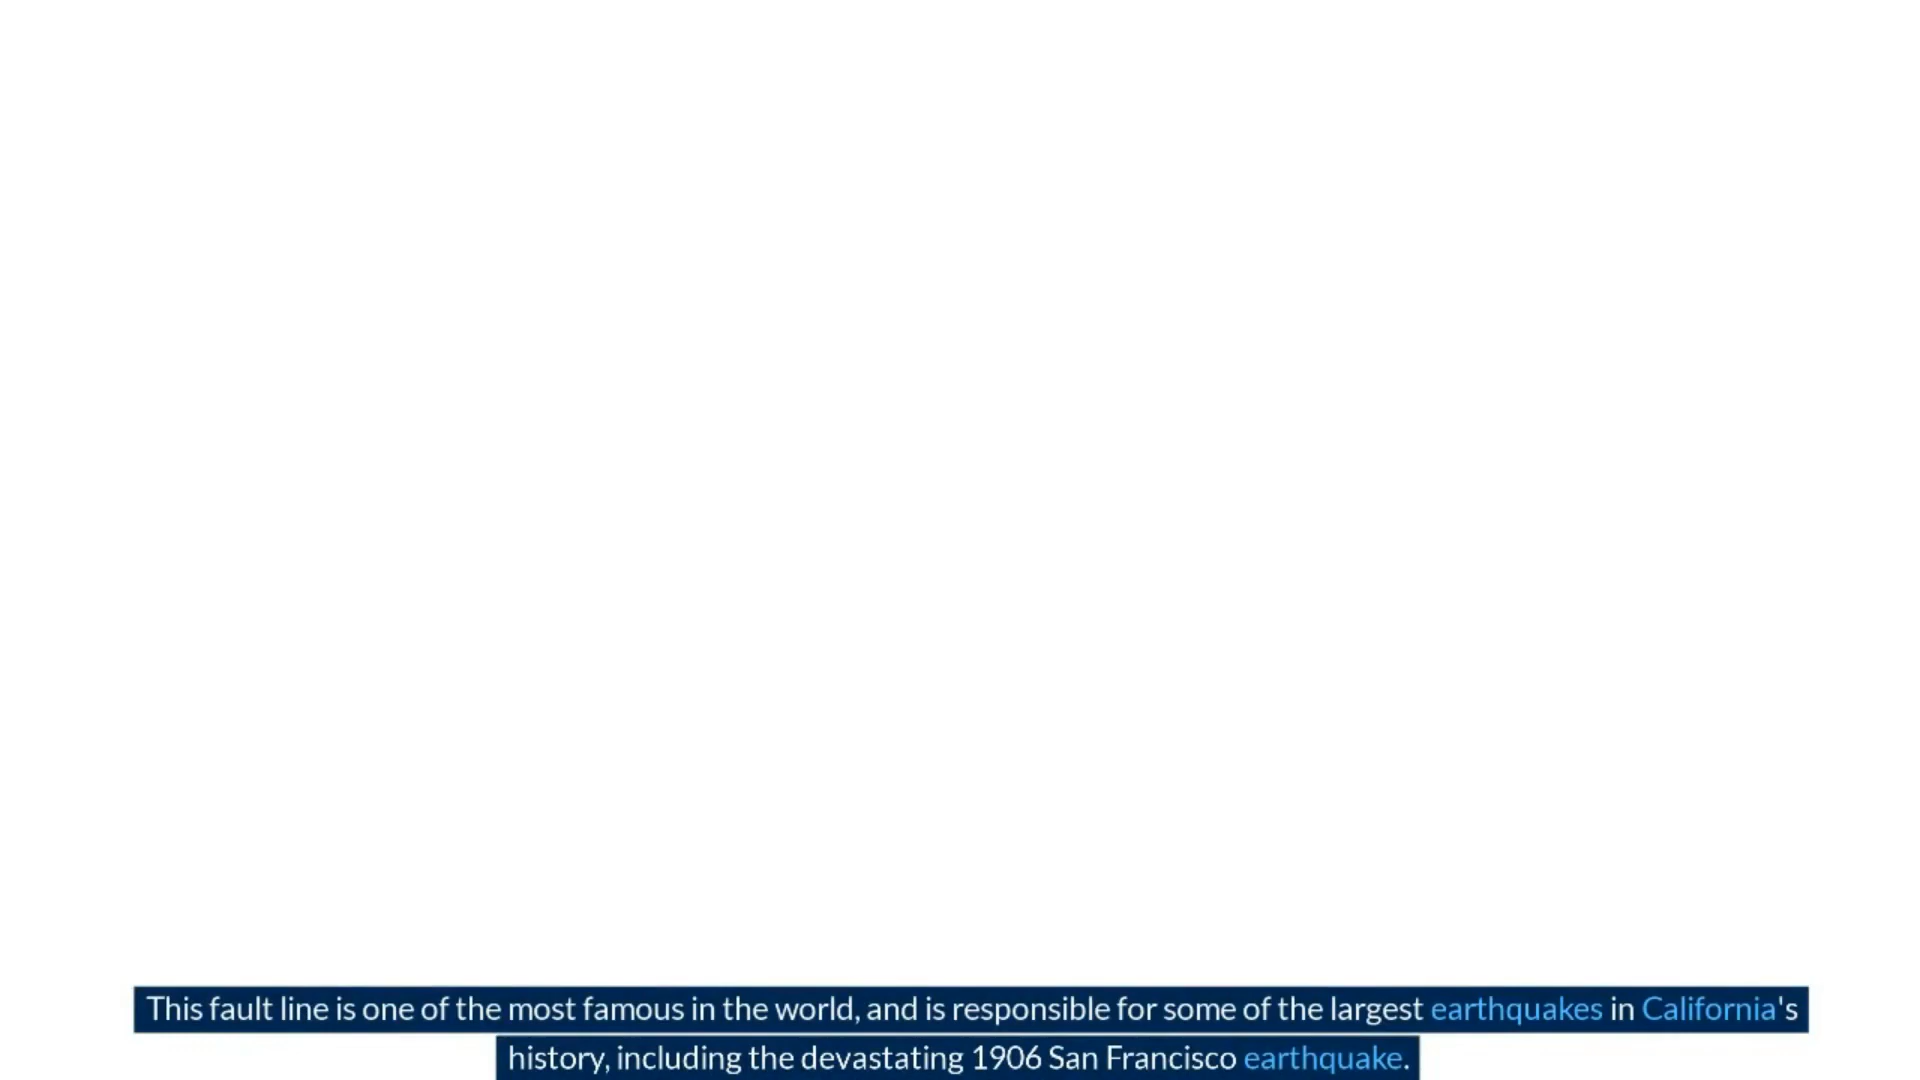 This fault line is one of the most famous in the world, and is responsible for some of the largest earthquakes in California's
history, including the devastating 1906 San Francisco earthquake.